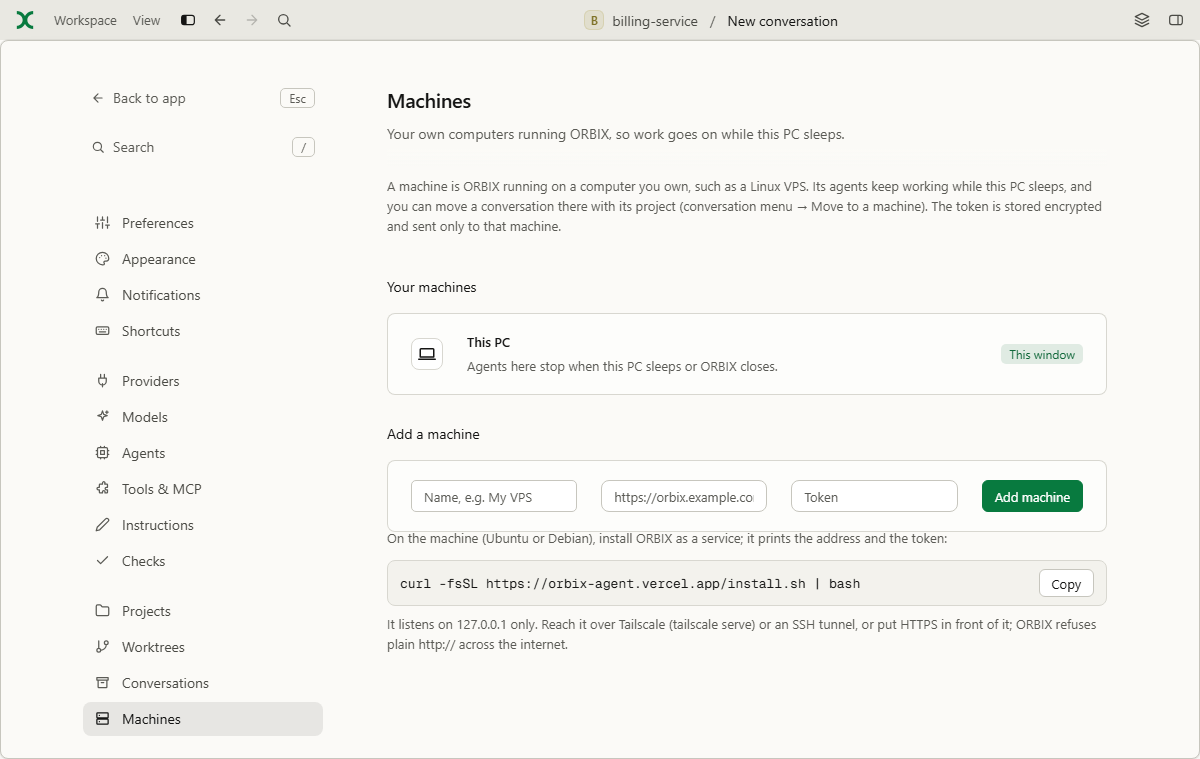 Workspace View
B billing-service / New conversation
← Back to app Esc
Search /
Preferences
Appearance
Notifications
Shortcuts
Providers
Models
Agents
Tools & MCP
Instructions
Checks
Projects
Worktrees
Conversations
Machines
Machines
Your own computers running ORBIX, so work goes on while this PC sleeps.
A machine is ORBIX running on a computer you own, such as a Linux VPS. Its agents keep working while this PC sleeps, and
you can move a conversation there with its project (conversation menu → Move to a machine). The token is stored encrypted
and sent only to that machine.
Your machines
This PC
Agents here stop when this PC sleeps or ORBIX closes.
This window
Add a machine
Name, e.g. My VPS https://orbix.example.co Token Add machine
On the machine (Ubuntu or Debian), install ORBIX as a service; it prints the address and the token:
curl -fsSL https://orbix-agent.vercel.app/install.sh | bash Copy
It listens on 127.0.0.1 only. Reach it over Tailscale (tailscale serve) or an SSH tunnel, or put HTTPS in front of it; ORBIX refuses
plain http:// across the internet.